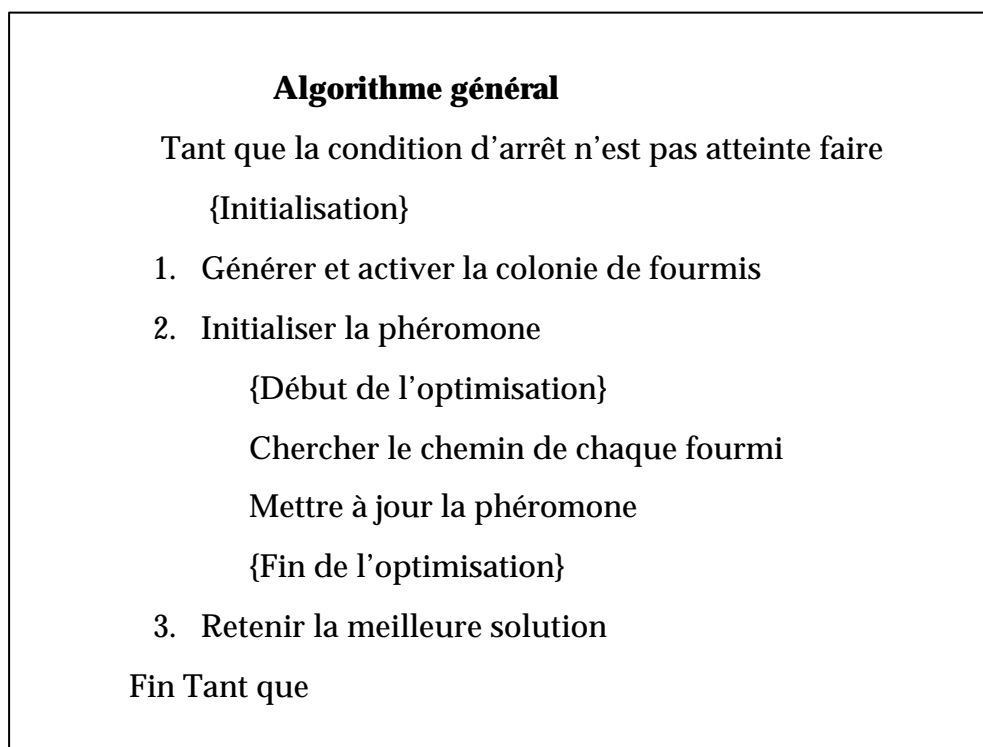 Algorithme général
Tant que la condition d’arrêt n’est pas atteinte faire
{Initialisation}
1. Générer et activer la colonie de fourmis
2. Initialiser la phéromone
{Début de l’optimisation}
Chercher le chemin de chaque fourmi
Mettre à jour la phéromone
{Fin de l’optimisation}
3. Retenir la meilleure solution
Fin Tant que